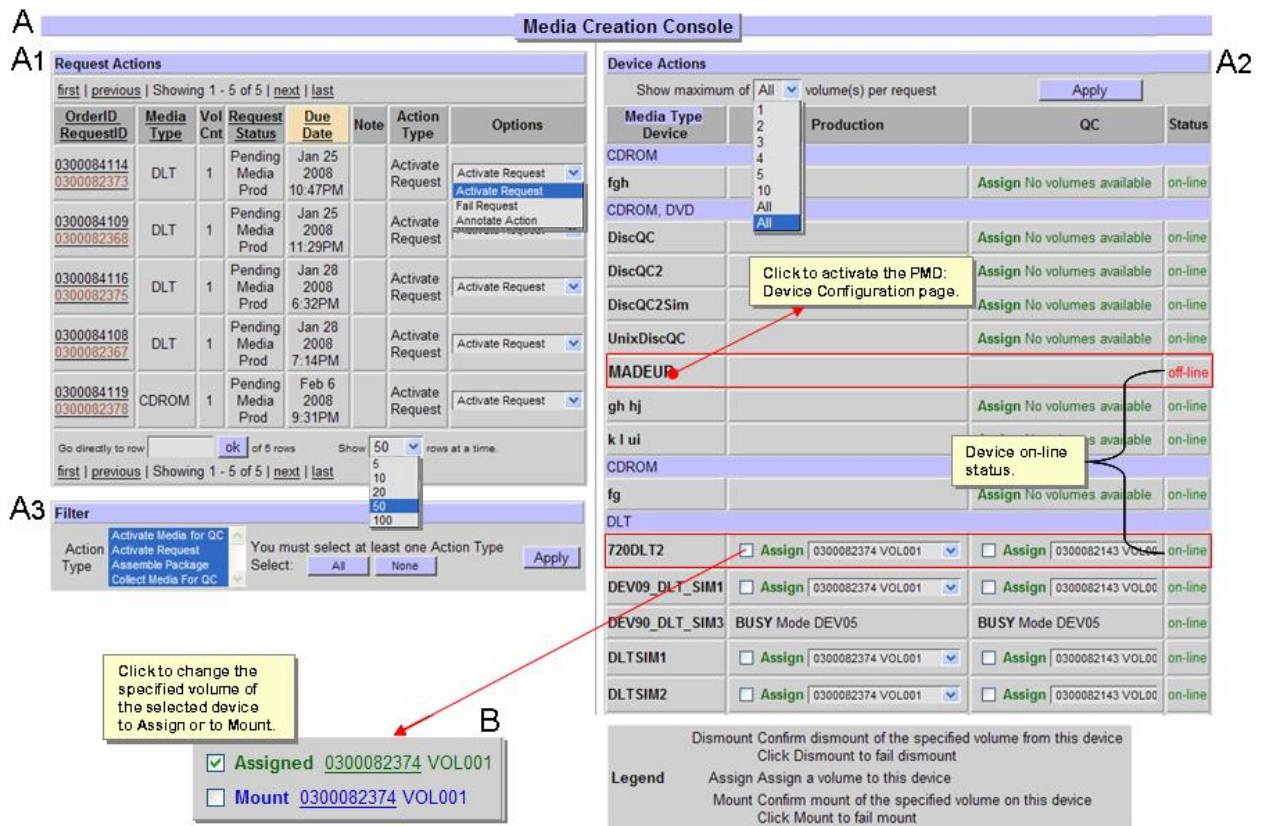 A
Media Creation Console
A1
Request Actions
first | previous | Showing 1 - 5 of 5 | next | last
OrderID RequestID
Media Type
Vol Cnt
Request Status
Due Date
Note
Action Type
Options
0300084114
0300082373
DLT
1
Pending Media Prod
Jan 25 2008 10:47PM
Activate Request
Activate Request
Activate Request
Fail Request
Annotate Action
0300084109
0300082368
DLT
1
Pending Media Prod
Jan 25 2008 11:29PM
Activate Request
0300084116
0300082375
DLT
1
Pending Media Prod
Jan 28 2008 6:32PM
Activate Request
Activate Request
0300084108
0300082367
DLT
1
Pending Media Prod
Jan 28 2008 7:14PM
Activate Request
Activate Request
0300084119
0300082378
CDROM
1
Pending Media Prod
Feb 6 2008 9:31PM
Activate Request
Activate Request
Go directly to row ok of 5 rows Show 50 rows at a time.
first | previous | Showing 1 - 5 of 5 | next | last
5
10
20
50
100
A3
Filter
Action Type
Activate Media for QC
Activate Request
Assemble Package
Collect Media For QC
You must select at least one Action Type
Select: All None
Apply
A2
Device Actions
Show maximum of All volume(s) per request Apply
1
2
3
4
5
10
All
All
Media Type Device
Production
QC
Status
CDROM
fgh
Assign No volumes available
on-line
CDROM, DVD
DiscQC
Assign No volumes available
on-line
DiscQC2
Assign No volumes available
on-line
Click to activate the PMD:
Device Configuration page.
DiscQC2Sim
Assign No volumes available
on-line
UnixDiscQC
Assign No volumes available
on-line
MADEUP
off-line
gh hj
Assign No volumes available
on-line
k l ui
available
on-line
Device on-line
status.
CDROM
fg
Assign No volumes available
on-line
DLT
720DLT2
Assign 0300082374 VOL001
Assign 0300082143
on-line
DEV09_DLT_SIM1
Assign 0300082374 VOL001
Assign 0300082143 VOL00
on-line
DEV90_DLT_SIM3
BUSY Mode DEV05
BUSY Mode DEV05
on-line
DLTSIM1
Assign 0300082374 VOL001
Assign 0300082143 VOL00
on-line
DLTSIM2
Assign 0300082374 VOL001
Assign 0300082143 VOL00
on-line
Click to change the
specified volume of
the selected device
to Assign or to Mount.
B
Assigned 0300082374 VOL001
Mount 0300082374 VOL001
Legend
Dismount Confirm dismount of the specified volume from this device
Click Dismount to fail dismount
Assign Assign a volume to this device
Mount Confirm mount of the specified volume on this device
Click Mount to fail mount